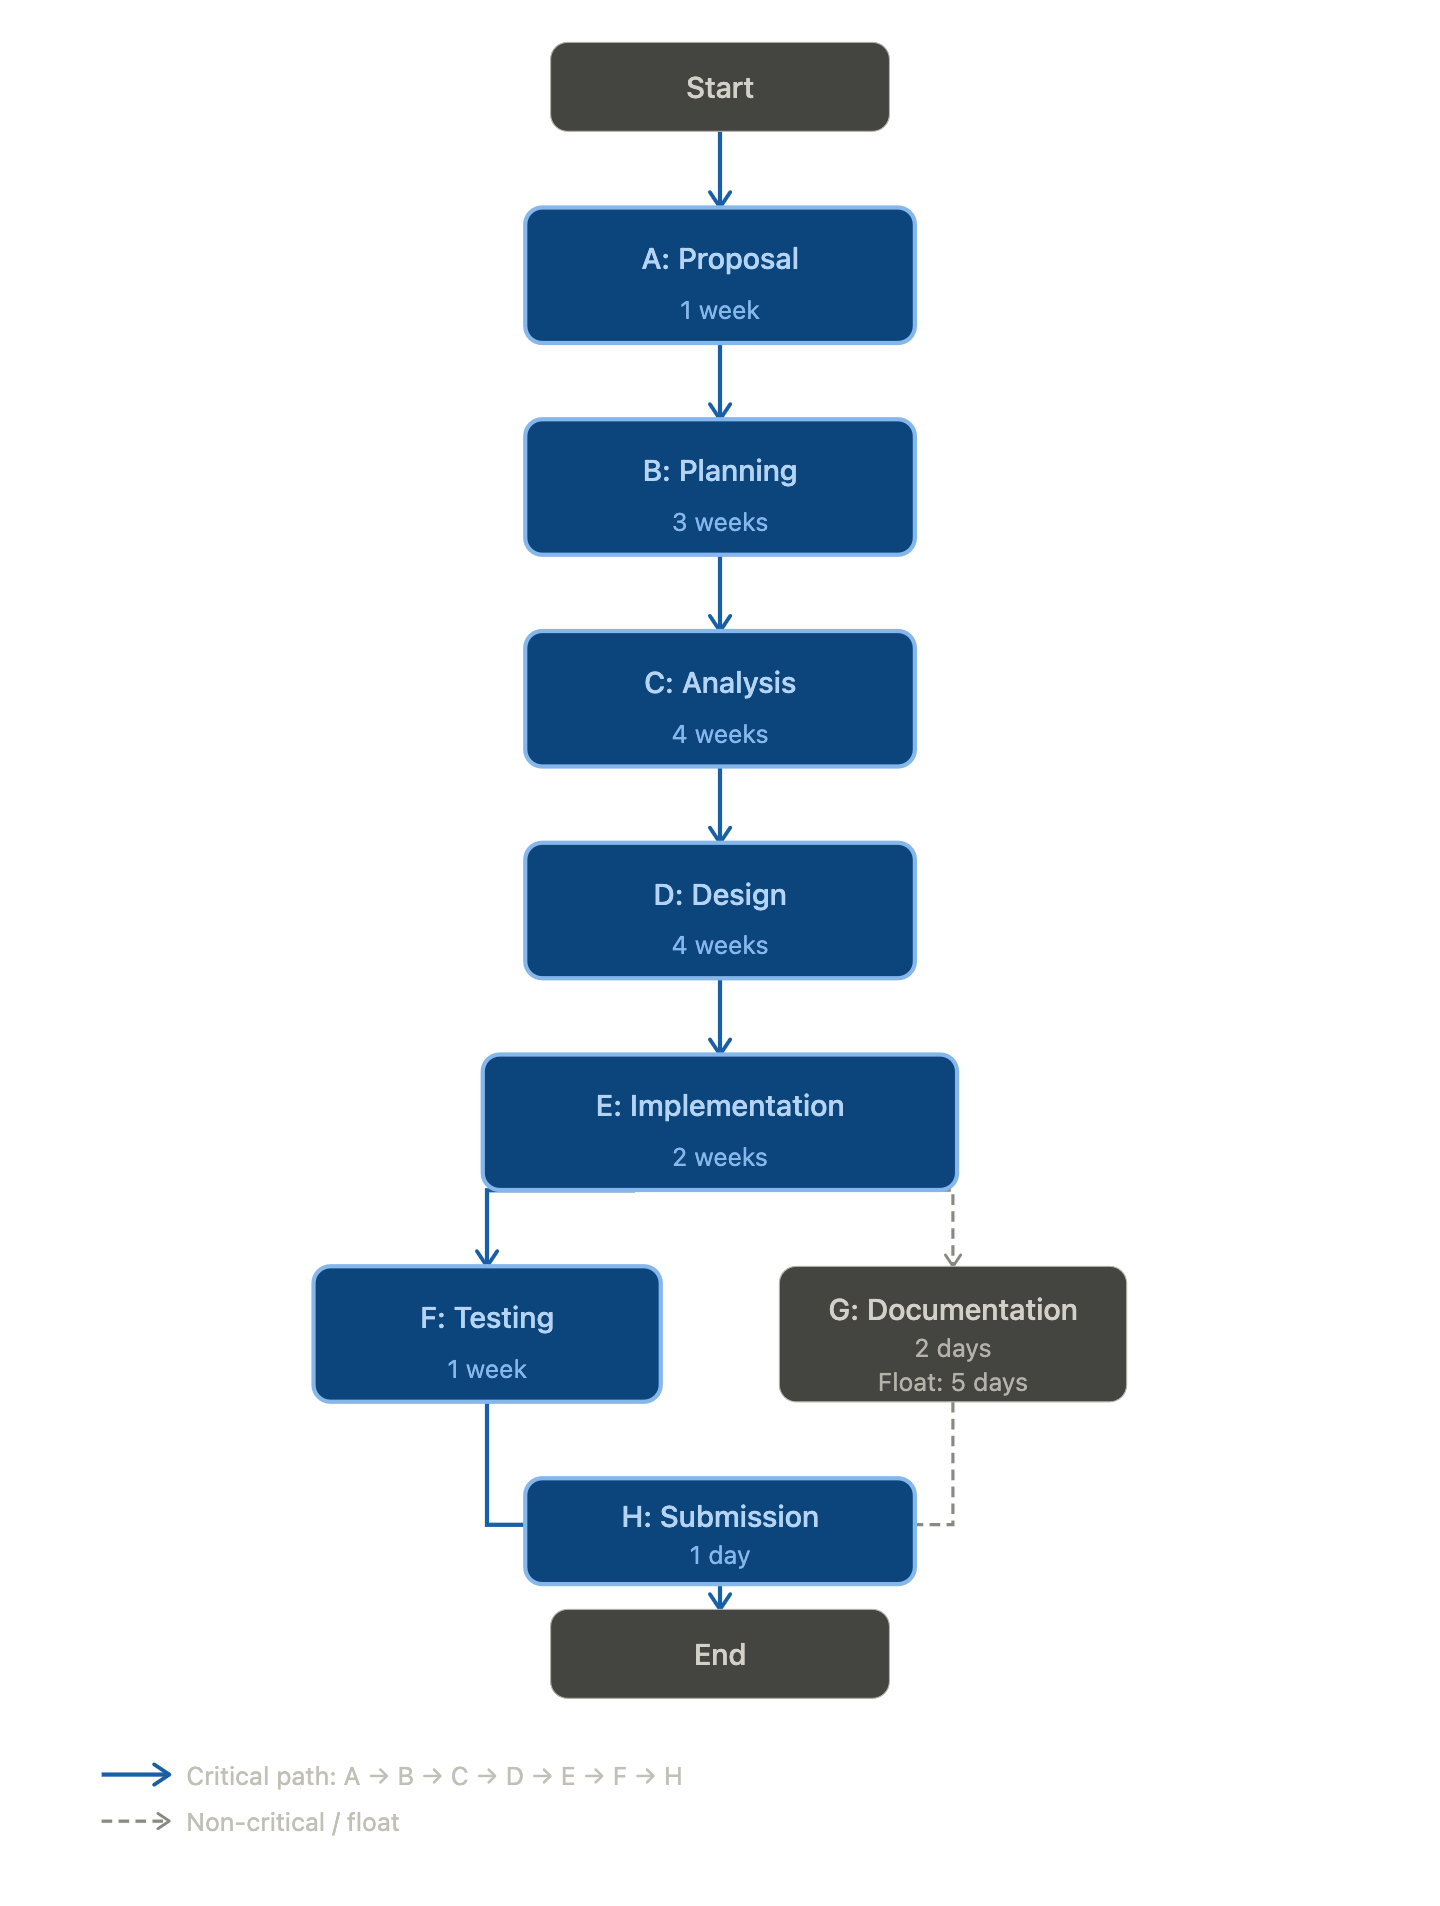 Start
A: Proposal
1 week
B: Planning
3 weeks
C: Analysis
4 weeks
D: Design
4 weeks
E: Implementation
2 weeks
F: Testing
1 week
G: Documentation
2 days
Float: 5 days
H: Submission
1 day
End
Critical path: A → B → C → D → E → F → H
Non-critical / float